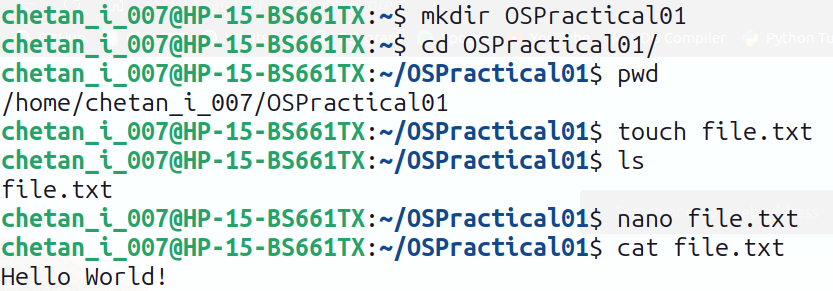 chetan_i_007@HP-15-BS661TX:~$ mkdir OSPractical01
chetan_i_007@HP-15-BS661TX:~$ cd OSPractical01/
chetan_i_007@HP-15-BS661TX:~/OSPractical01$ pwd
/home/chetan_i_007/OSPractical01
chetan_i_007@HP-15-BS661TX:~/OSPractical01$ touch file.txt
chetan_i_007@HP-15-BS661TX:~/OSPractical01$ ls
file.txt
chetan_i_007@HP-15-BS661TX:~/OSPractical01$ nano file.txt
chetan_i_007@HP-15-BS661TX:~/OSPractical01$ cat file.txt
Hello World!